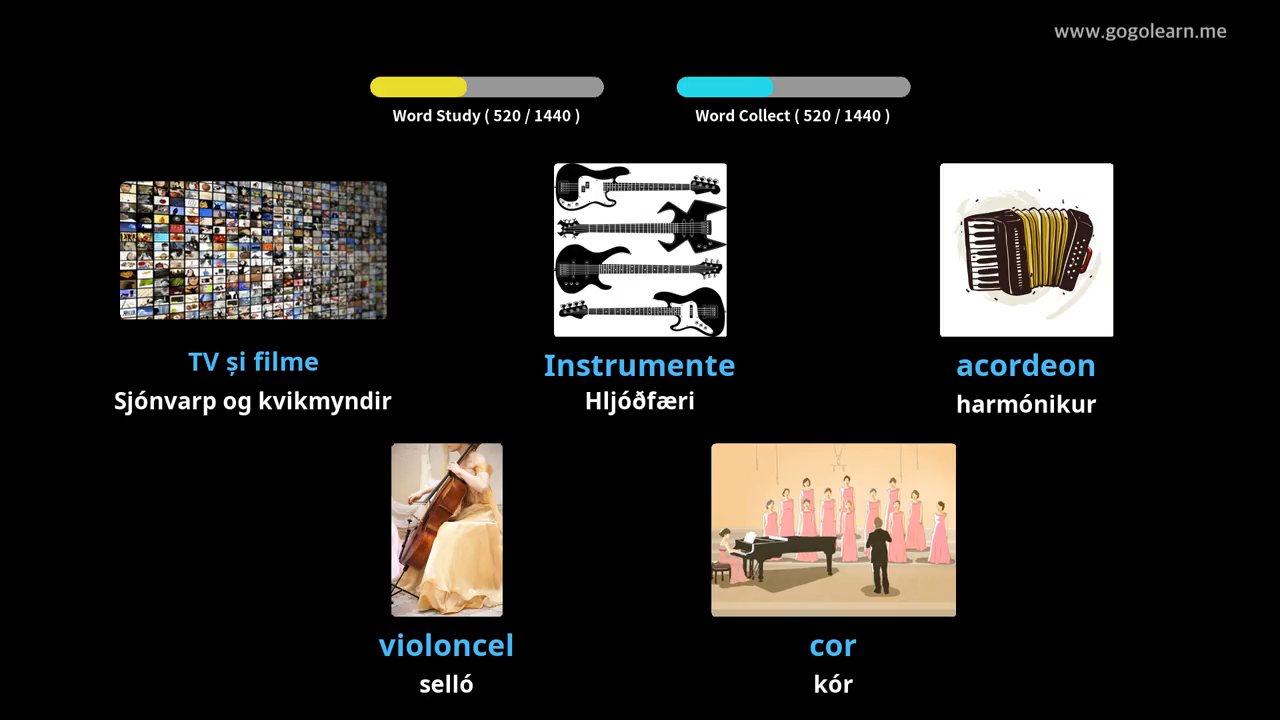 www.gogolearn.me
Word Study ( 520 / 1440 )
Word Collect ( 520 / 1440 )
TV și filme
Sjónvarp og kvikmyndir
Instrumente
Hljóðfæri
acordeon
harmónikur
violoncel
selló
cor
kór